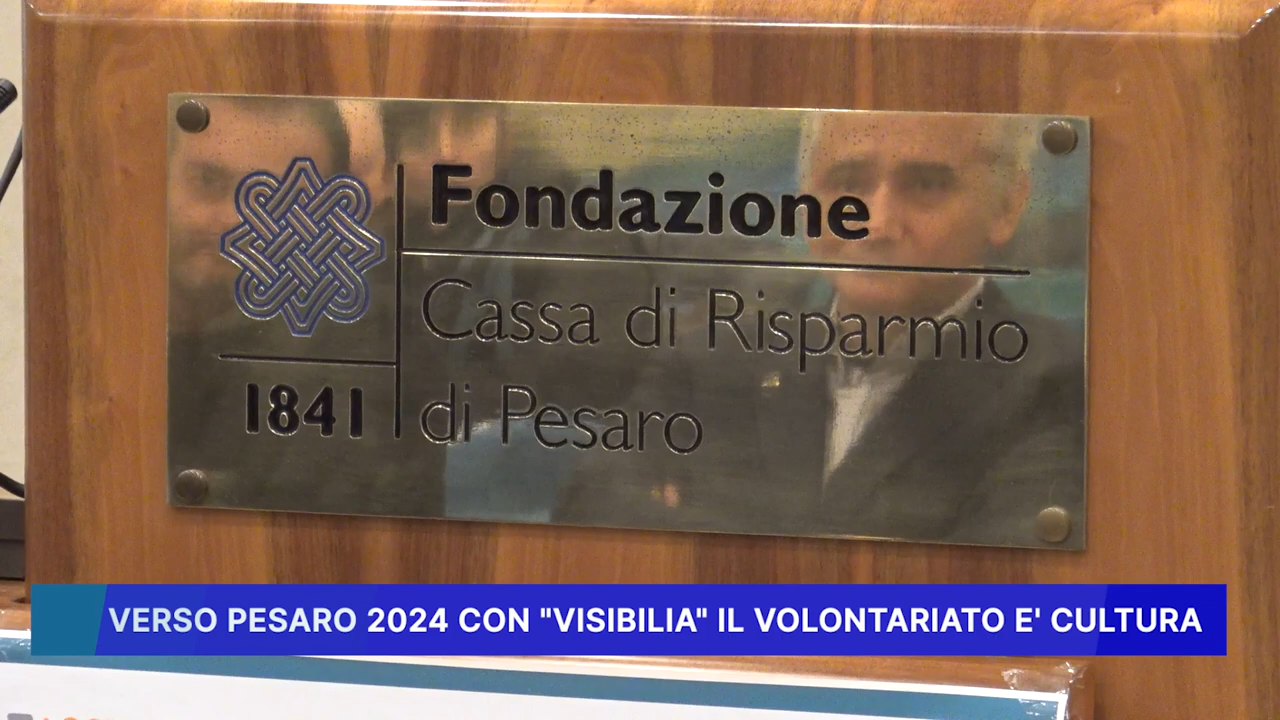 Fondazione
Cassa di Risparmio
di Pesaro
1841
VERSO PESARO 2024 CON "VISIBILIA" IL VOLONTARIATO E' CULTURA